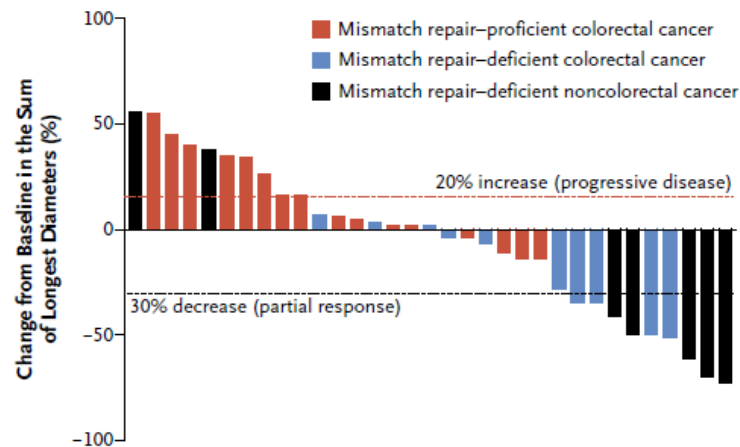 100
50
0
−50
−100
Change from Baseline in the Sum
of Longest Diameters (%)
Mismatch repair–proficient colorectal cancer
Mismatch repair–deficient colorectal cancer
Mismatch repair–deficient noncolorectal cancer
20% increase (progressive disease)
30% decrease (partial response)